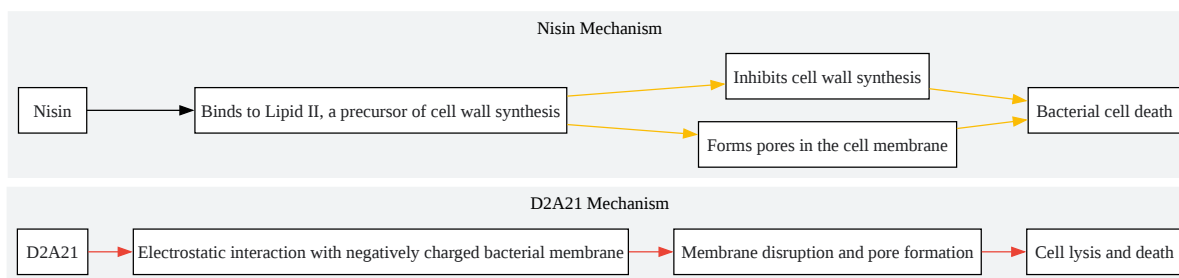 Nisin Mechanism
Nisin
Binds to Lipid II, a precursor of cell wall synthesis
Inhibits cell wall synthesis
Forms pores in the cell membrane
Bacterial cell death
D2A21 Mechanism
D2A21
Electrostatic interaction with negatively charged bacterial membrane
Membrane disruption and pore formation
Cell lysis and death